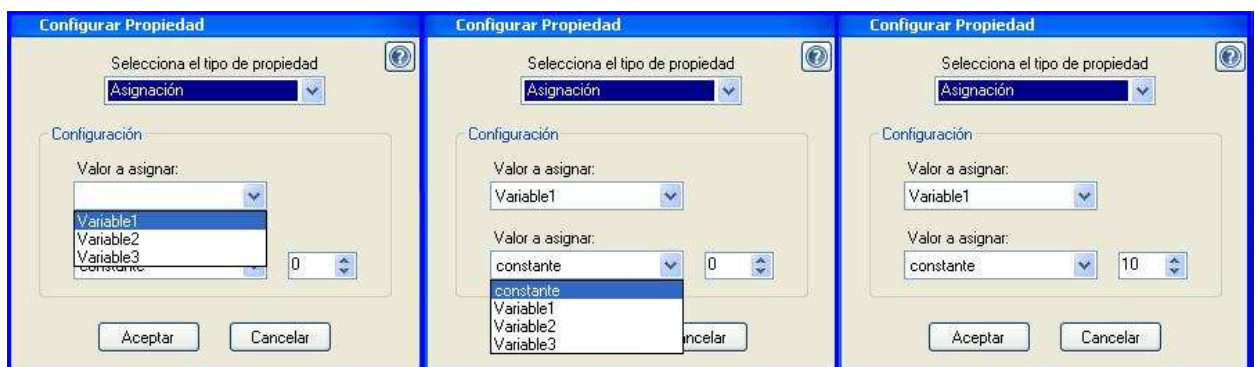 Configurar Propiedad
Selecciona el tipo de propiedad
Asignación
Configuración
Valor a asignar:
Variable1
Variable2
Variable3
constante
0
Aceptar
Cancelar
Configurar Propiedad
Selecciona el tipo de propiedad
Asignación
Configuración
Valor a asignar:
Variable1
Valor a asignar:
constante
0
constante
Variable1
Variable2
Variable3
ncelar
Configurar Propiedad
Selecciona el tipo de propiedad
Asignación
Configuración
Valor a asignar:
Variable1
Valor a asignar:
constante
10
Aceptar
Cancelar